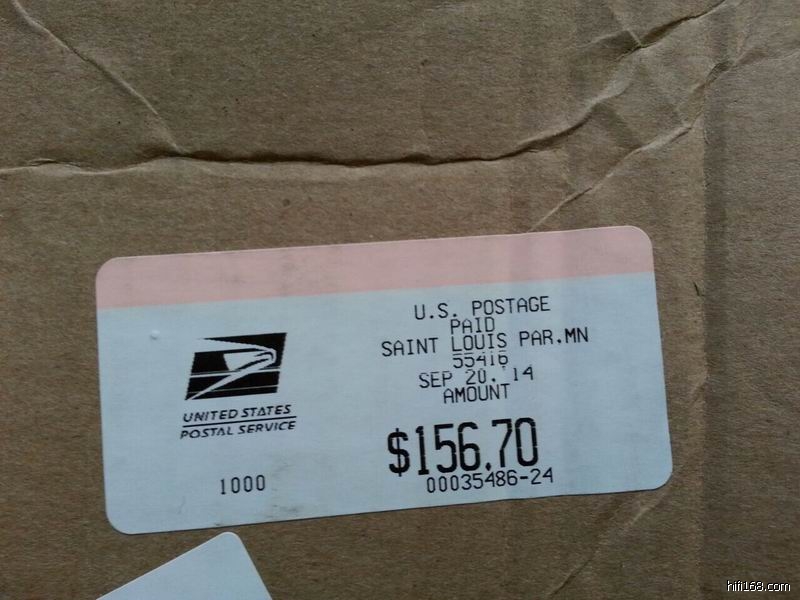 U.S. POSTAGE
PAID
SAINT LOUIS PAR.MN
55416
SEP 20. 14
AMOUNT
$156.70
00035486-24
UNITED STATES
POSTAL SERVICE
1000
hifi168.com